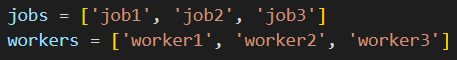 jobs = ['job1', 'job2', 'job3']
workers = ['worker1', 'worker2', 'worker3']